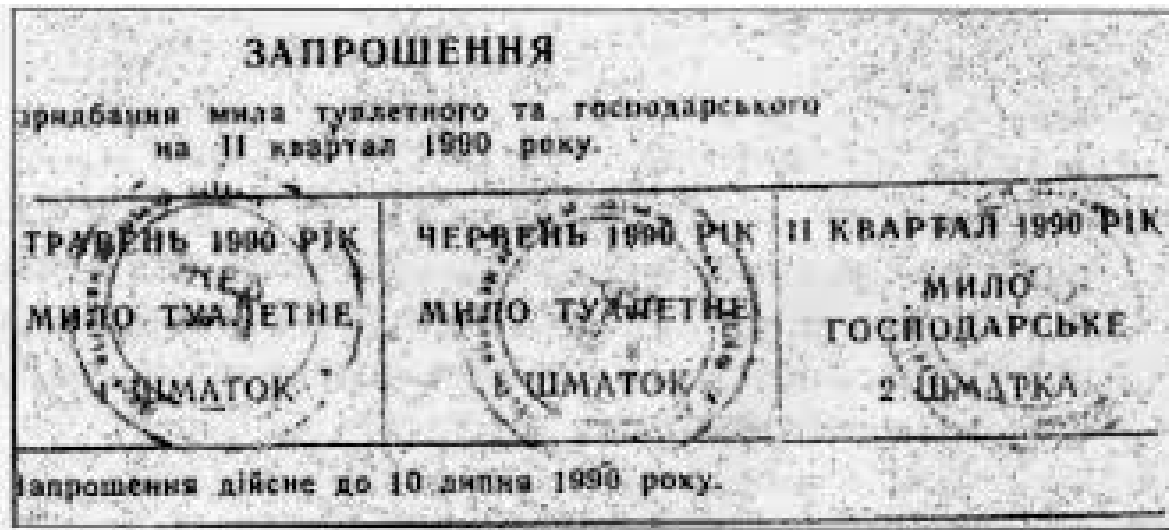 ЗАПРОШЕННЯ
придбання мила туалетного та господарського
на II квартал 1990 року.
ТРАВЕНЬ 1990 РІК
МИЛО ТУАЛЕТНЕ
1 ШМАТОК
ЧЕРВЕНЬ 1990 РІК
МИЛО ТУАЛЕТНЕ
1 ШМАТОК
II КВАРТАЛ 1990 РІК
МИЛО
ГОСПОДАРСЬКЕ
2 ШМАТКА
Запрошення дійсне до 10 липня 1990 року.